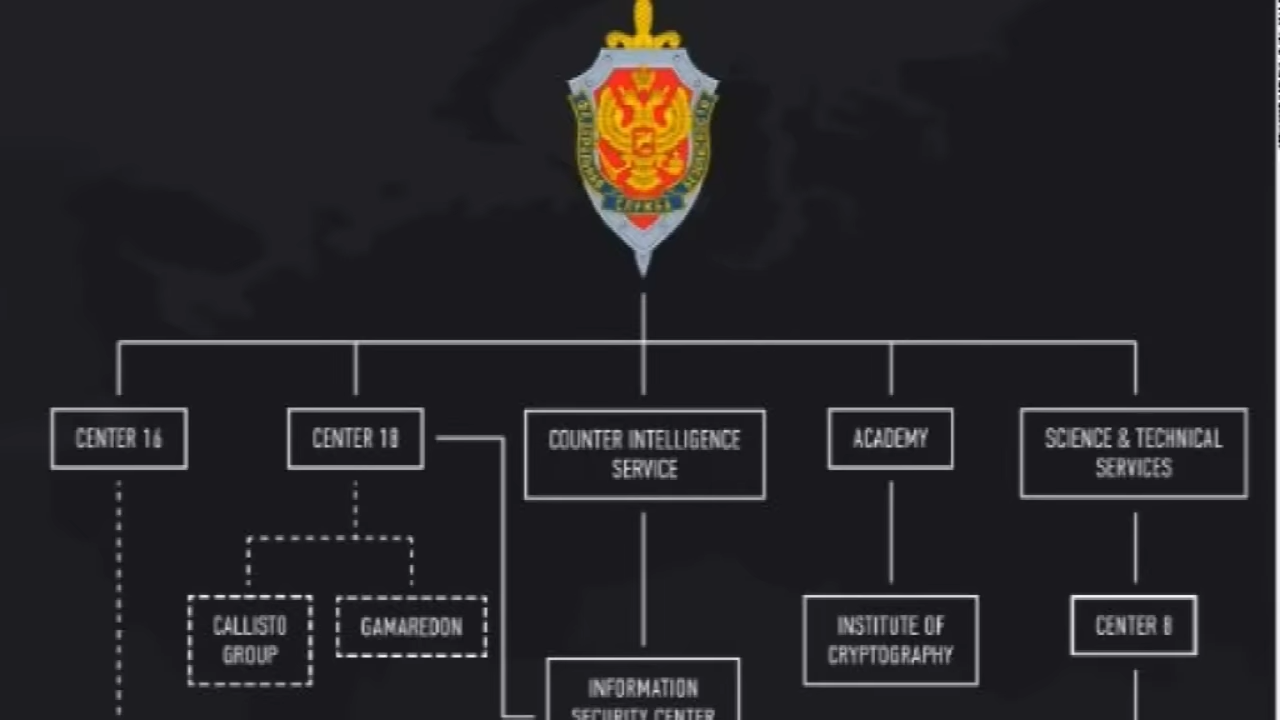 CENTER 16
CENTER 18
COUNTER INTELLIGENCE
SERVICE
ACADEMY
SCIENCE & TECHNICAL
SERVICES
CALLISTO
GROUP
GAMAREDON
INSTITUTE OF
CRYPTOGRAPHY
CENTER 8
INFORMATION
SECURITY CENTER
СЛУЖБА